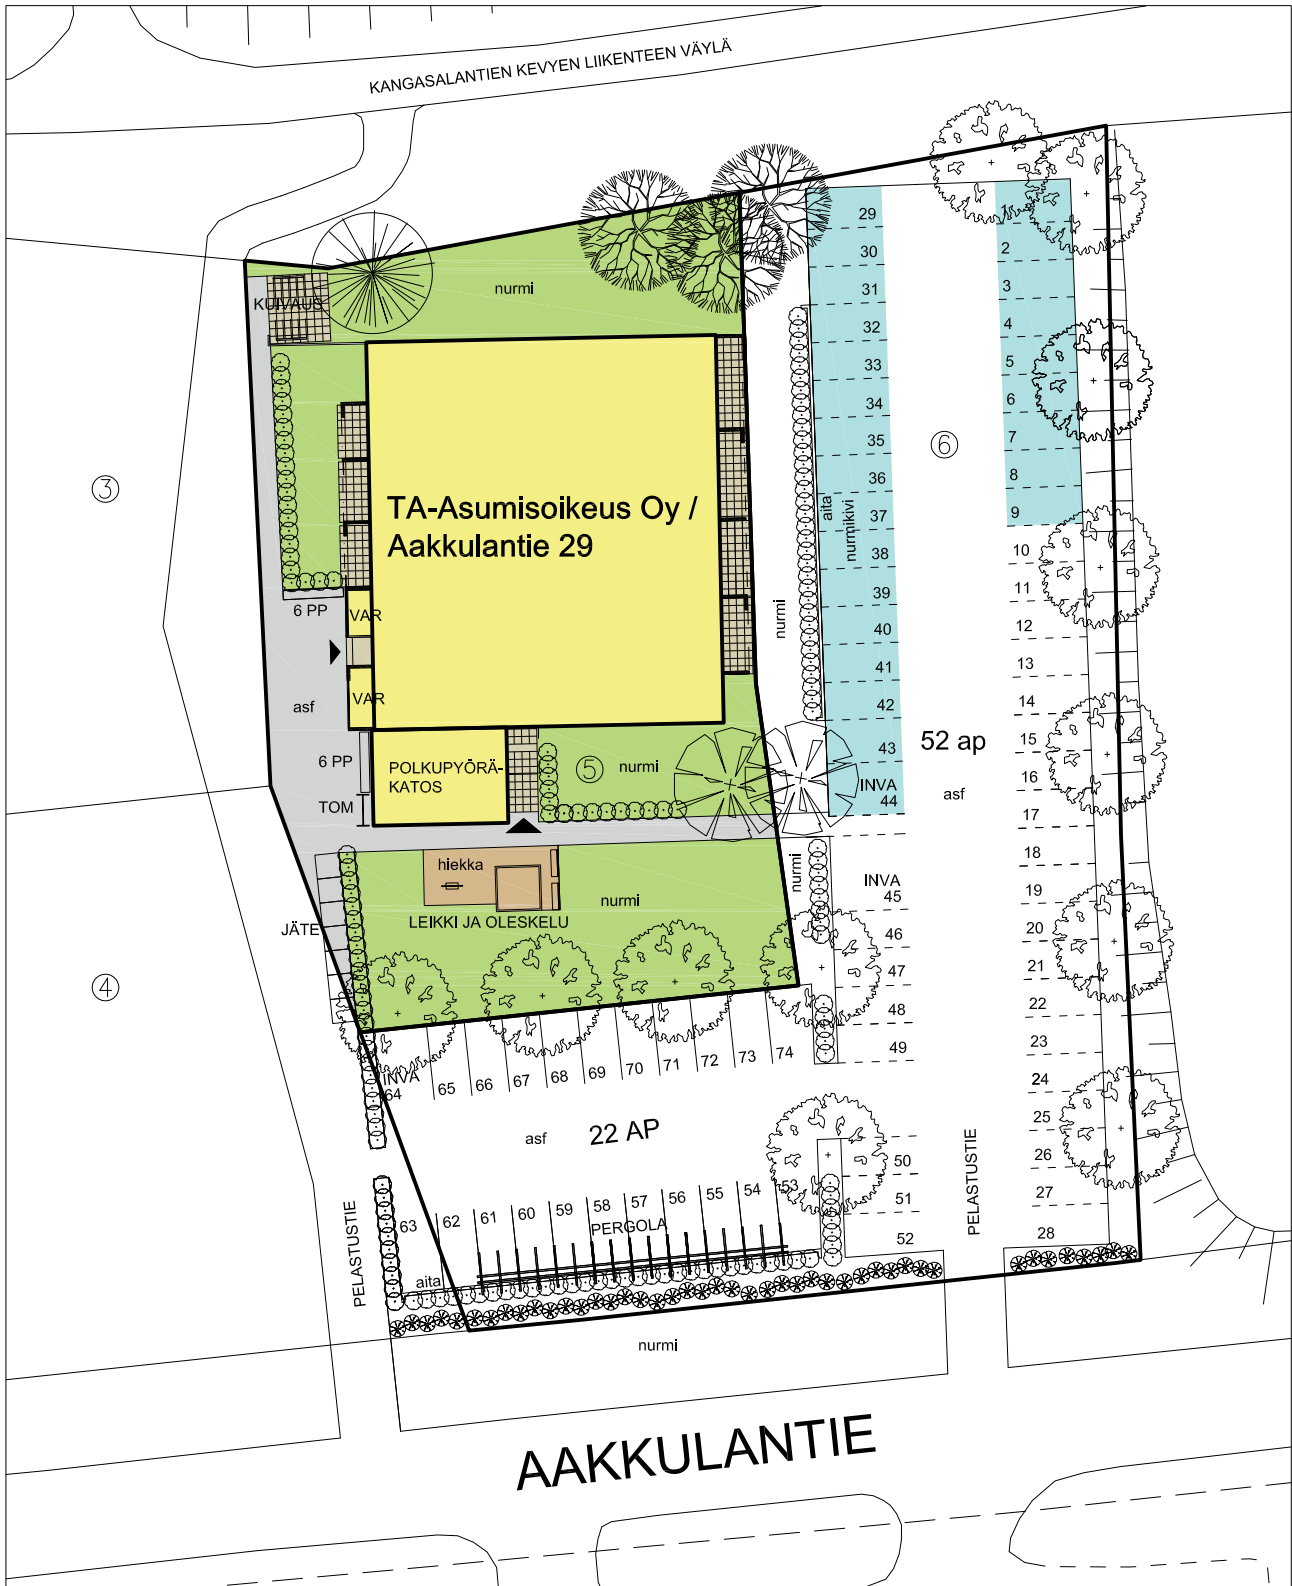 KANGASALANTIEN KEVYEN LIIKENTEEN VÄYLÄ
nurmi
KUIVAUS
TA-Asumisoikeus Oy /
Aakkulantie 29
3
6 PP
VAR
VAR
asf
6 PP
TOM
POLKUPYÖRÄ-
KATOS
5
nurmi
hiekka
LEIKKI JA OLESKELU
nurmi
JÄTE
4
29
30
31
32
33
34
35
36
37
38
39
40
41
42
43
INVA
44
aita
nurmikivi
nurmi
6
1
2
3
4
5
6
7
8
9
10
11
12
13
14
15
16
17
18
19
20
21
22
23
24
25
26
27
28
52 ap
asf
nurmi
INVA
45
46
47
48
49
50
51
52
INVA
64
65
66
67
68
69
70
71
72
73
74
asf
22 AP
63
62
61
60
59
58
57
56
55
54
53
PERGOLA
aita
PELASTUSTIE
PELASTUSTIE
nurmi
AAKKULANTIE